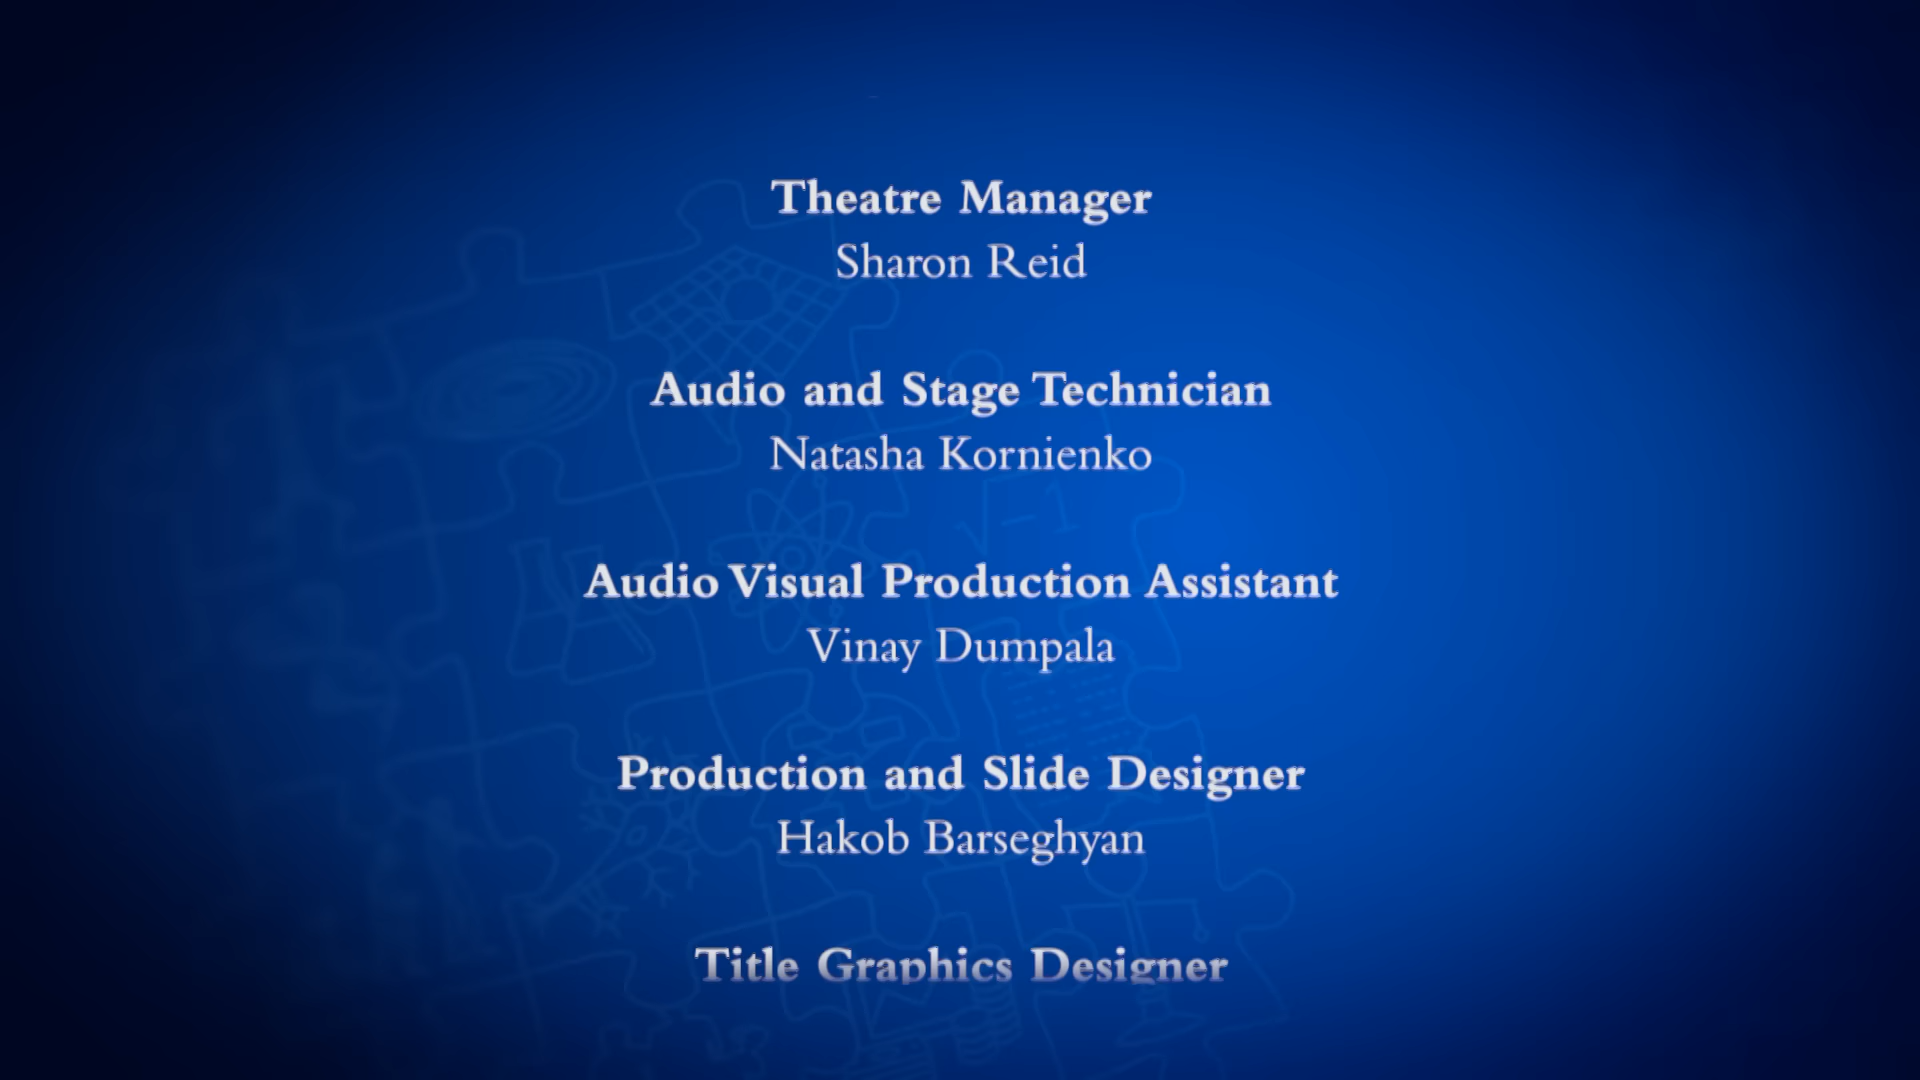 Theatre Manager
Sharon Reid
Audio and Stage Technician
Natasha Kornienko
Audio Visual Production Assistant
Vinay Dumpala
Production and Slide Designer
Hakob Barseghyan
Title Graphics Designer
√-1